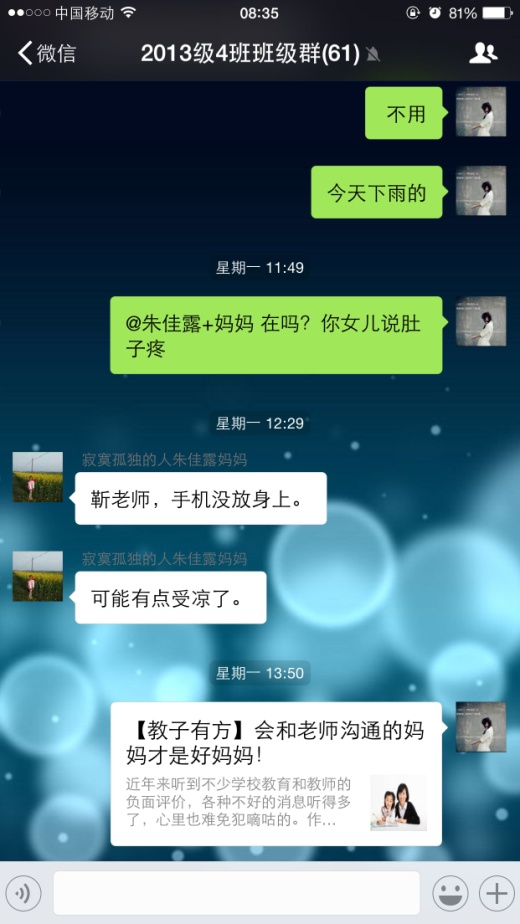 中国移动
08:35
81%
微信
2013级4班班级群(61)
不用
今天下雨的
星期一 11:49
@朱佳露+妈妈 在吗？你女儿说肚
子疼
星期一 12:29
寂寞孤独的人朱佳露妈妈
靳老师，手机没放身上。
寂寞孤独的人朱佳露妈妈
可能有点受凉了。
星期一 13:50
【教子有方】会和老师沟通的妈
妈才是好妈妈！
近年来听到不少学校教育和教师的
负面评价，各种不好的消息听得多
了，心里也难免犯嘀咕的。作...